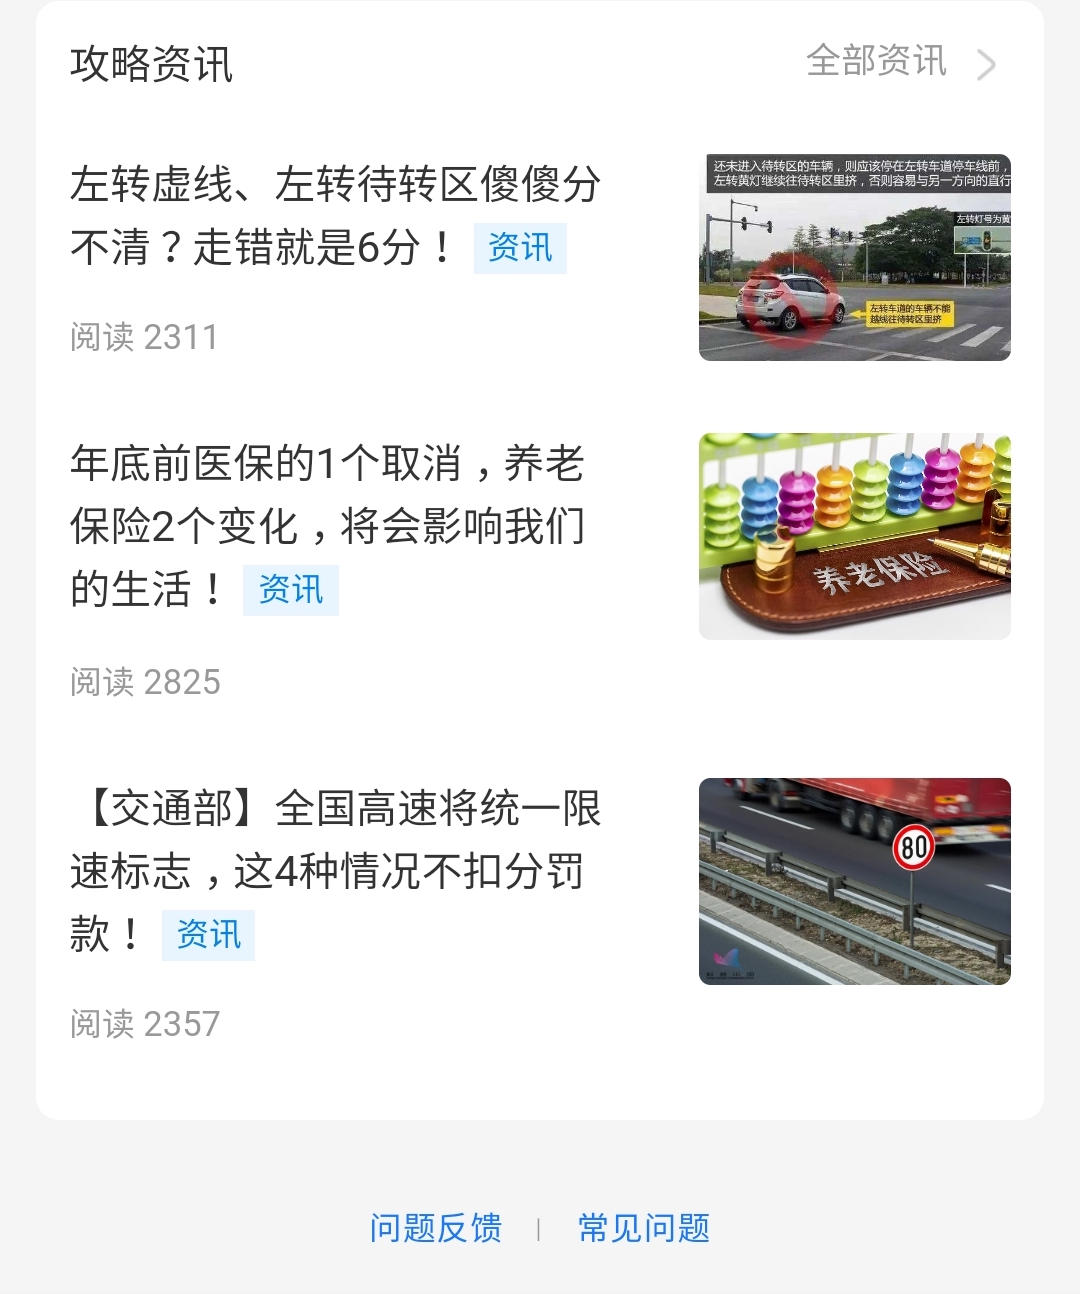 攻略资讯
全部资讯
左转虚线、左转待转区傻傻分
不清？走错就是6分！ 资讯
阅读 2311
还未进入待转区的车辆，则应该停在左转车道停车线前，
左转黄灯继续往待转区里挤，否则容易与另一方向的直行
左转灯号为黄
左转车道的车辆不能
越线往待转区里挤
年底前医保的1个取消，养老
保险2个变化，将会影响我们
的生活！ 资讯
阅读 2825
养老保险
【交通部】全国高速将统一限
速标志，这4种情况不扣分罚
款！ 资讯
阅读 2357
80
问题反馈 | 常见问题